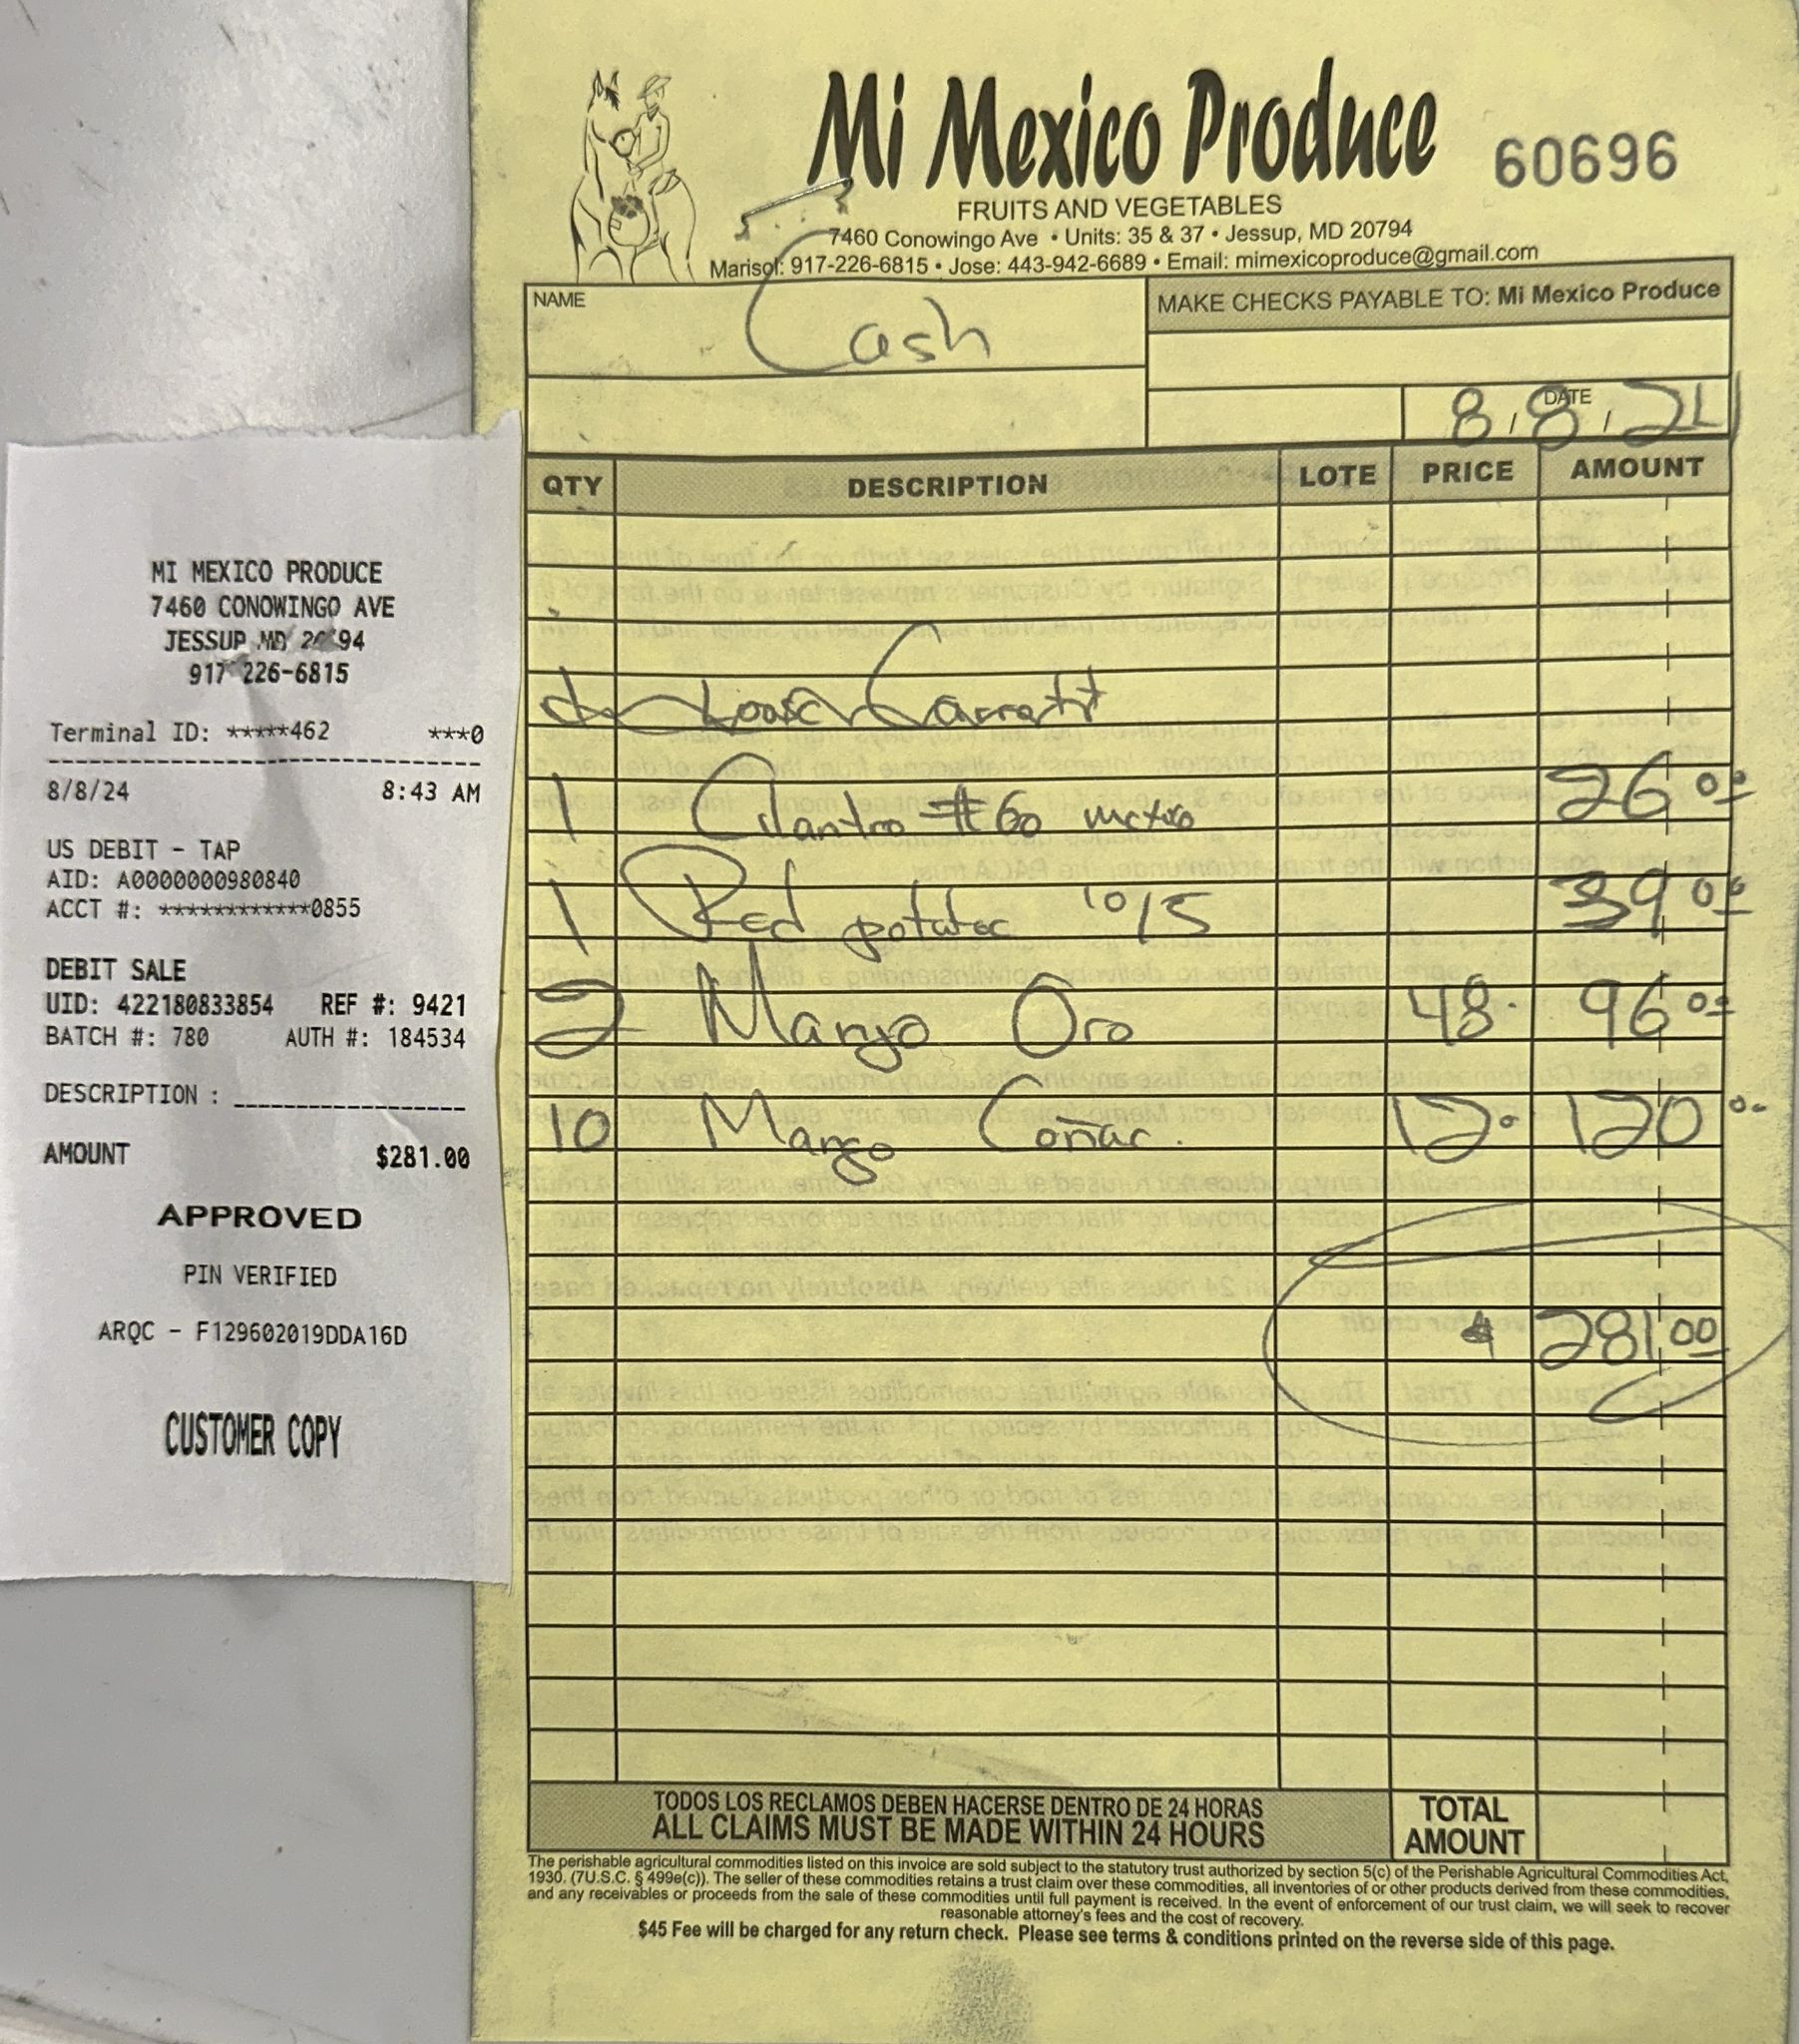 MI MEXICO PRODUCE
7460 CONOWINGO AVE
JESSUP MD 20794
917 226-6815
Terminal ID: *****462 ***0
8/8/24 8:43 AM
US DEBIT - TAP
AID: A0000000980840
ACCT #: ************0855
DEBIT SALE
UID: 422180833854 REF #: 9421
BATCH #: 780 AUTH #: 184534
DESCRIPTION :
AMOUNT $281.00
APPROVED
PIN VERIFIED
ARQC - F129602019DDA16D
CUSTOMER COPY
Mi Mexico Produce
60696
FRUITS AND VEGETABLES
7460 Conowingo Ave • Units: 35 & 37 • Jessup, MD 20794
Marisol: 917-226-6815 • Jose: 443-942-6689 • Email: mimexicoproduce@gmail.com
NAME
Cash
MAKE CHECKS PAYABLE TO: Mi Mexico Produce
DATE
8/8/24
QTY DESCRIPTION LOTE PRICE AMOUNT
Loose Carrott
1 Cilantro #60 mexico 26 00
1 Red potatoe 10/5 39 00
2 Mango Oro 48. 96 00
10 Mango Coñac. 12. 120 00
$ 281.00
TODOS LOS RECLAMOS DEBEN HACERSE DENTRO DE 24 HORAS
ALL CLAIMS MUST BE MADE WITHIN 24 HOURS
TOTAL AMOUNT
The perishable agricultural commodities listed on this invoice are sold subject to the statutory trust authorized by section 5(c) of the Perishable Agricultural Commodities Act,
1930. (7U.S.C. § 499e(c)). The seller of these commodities retains a trust claim over these commodities, all inventories of or other products derived from these commodities,
and any receivables or proceeds from the sale of these commodities until full payment is received. In the event of enforcement of our trust claim, we will seek to recover
reasonable attorney's fees and the cost of recovery.
$45 Fee will be charged for any return check. Please see terms & conditions printed on the reverse side of this page.